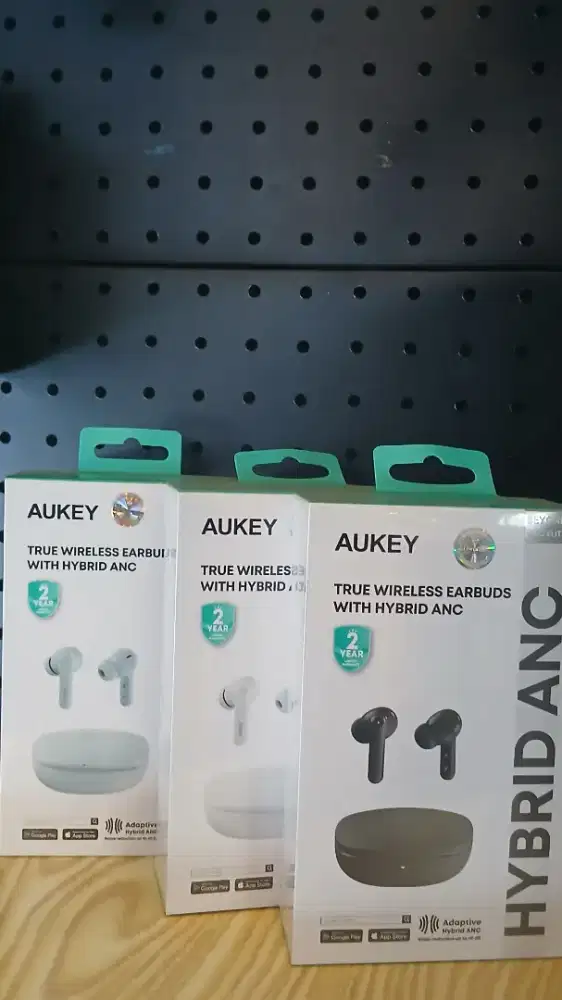 AUKEY
TRUE WIRELESS
WITH HYBRID ANC
2
YEAR
Google Play
App Store
Adaptive
Hybrid ANC
AUKEY
TRUE WIRELESS
WITH HYBRID
2
YEAR
Google Play
App Store
AUKEY
TRUE WIRELESS EARBUDS
WITH HYBRID ANC
2
YEAR
Google Play
App Store
Adaptive
Hybrid ANC
HYBRID ANC